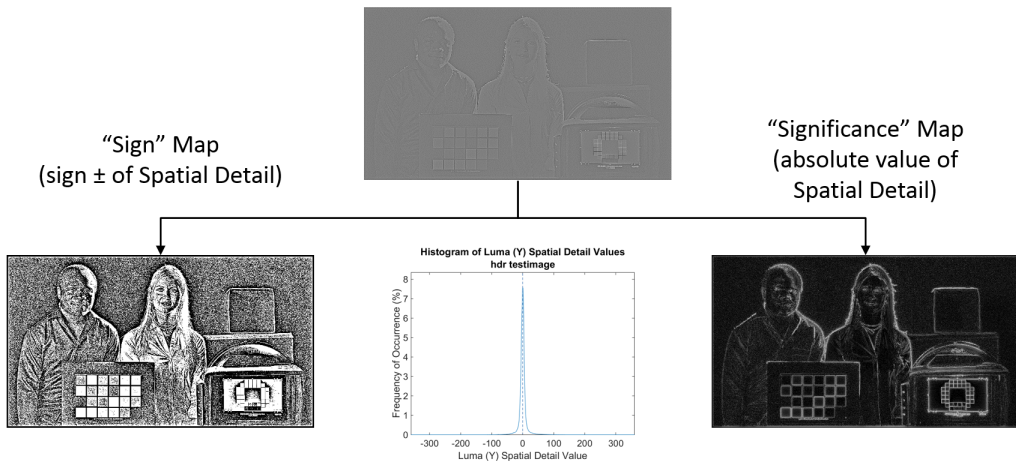 “Sign” Map
(sign ± of Spatial Detail)
“Significance” Map
(absolute value of
Spatial Detail)
Histogram of Luma (Y) Spatial Detail Values
hdr testimage
Frequency of Occurrence (%)
8
7
6
5
4
3
2
1
0
-300 -200 -100 0 100 200 300
Luma (Y) Spatial Detail Value